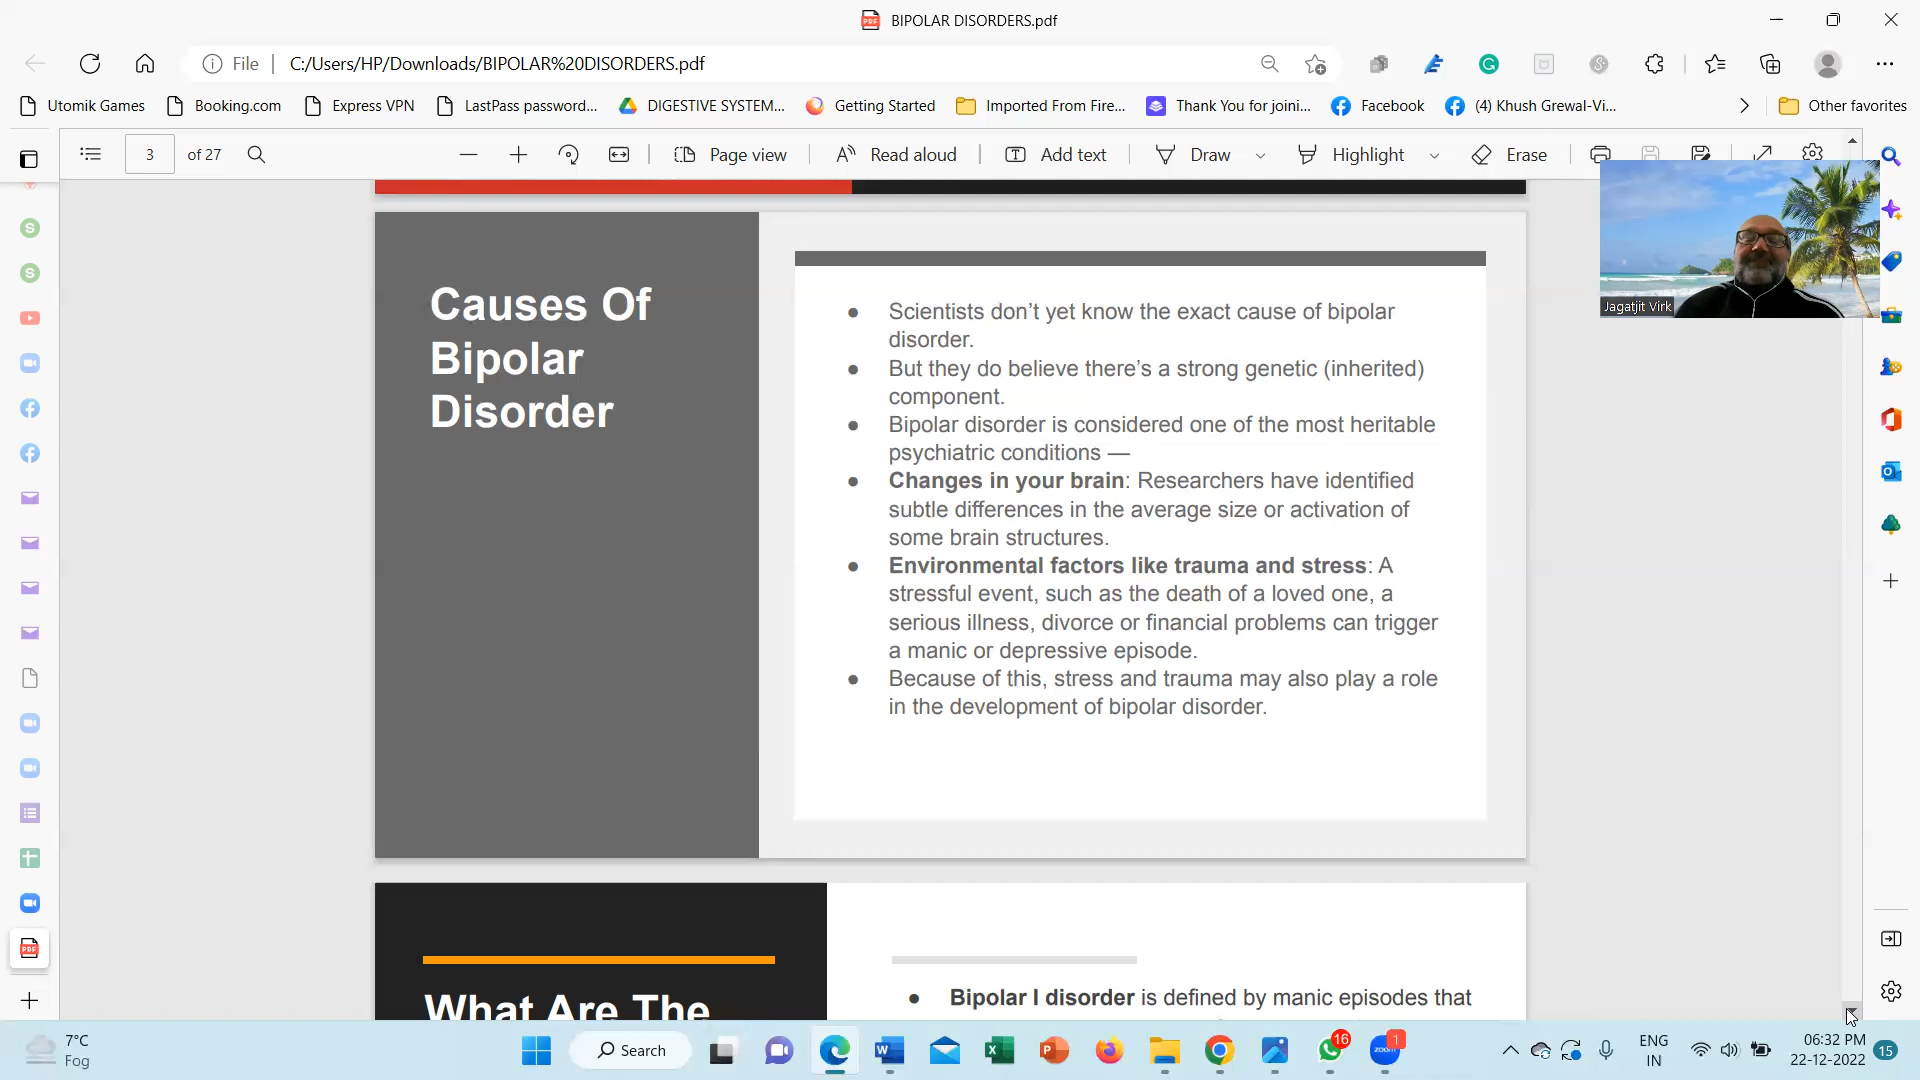 BIPOLAR DISORDERS.pdf
File
C:/Users/HP/Downloads/BIPOLAR%20DISORDERS.pdf
Utomik Games
Booking.com
Express VPN
LastPass password...
DIGESTIVE SYSTEM...
Getting Started
Imported From Fire...
Thank You for joini...
Facebook
(4) Khush Grewal-Vi...
Other favorites
3 of 27
Page view
Read aloud
Add text
Draw
Highlight
Erase
Jagatjit Virk
Causes Of
Bipolar
Disorder
● Scientists don’t yet know the exact cause of bipolar
disorder.
● But they do believe there’s a strong genetic (inherited)
component.
● Bipolar disorder is considered one of the most heritable
psychiatric conditions —
● Changes in your brain: Researchers have identified
subtle differences in the average size or activation of
some brain structures.
● Environmental factors like trauma and stress: A
stressful event, such as the death of a loved one, a
serious illness, divorce or financial problems can trigger
a manic or depressive episode.
● Because of this, stress and trauma may also play a role
in the development of bipolar disorder.
What Are The
● Bipolar I disorder is defined by manic episodes that
7°C
Fog
Search
16
1
zoom
ENG
IN
06:32 PM
22-12-2022
15